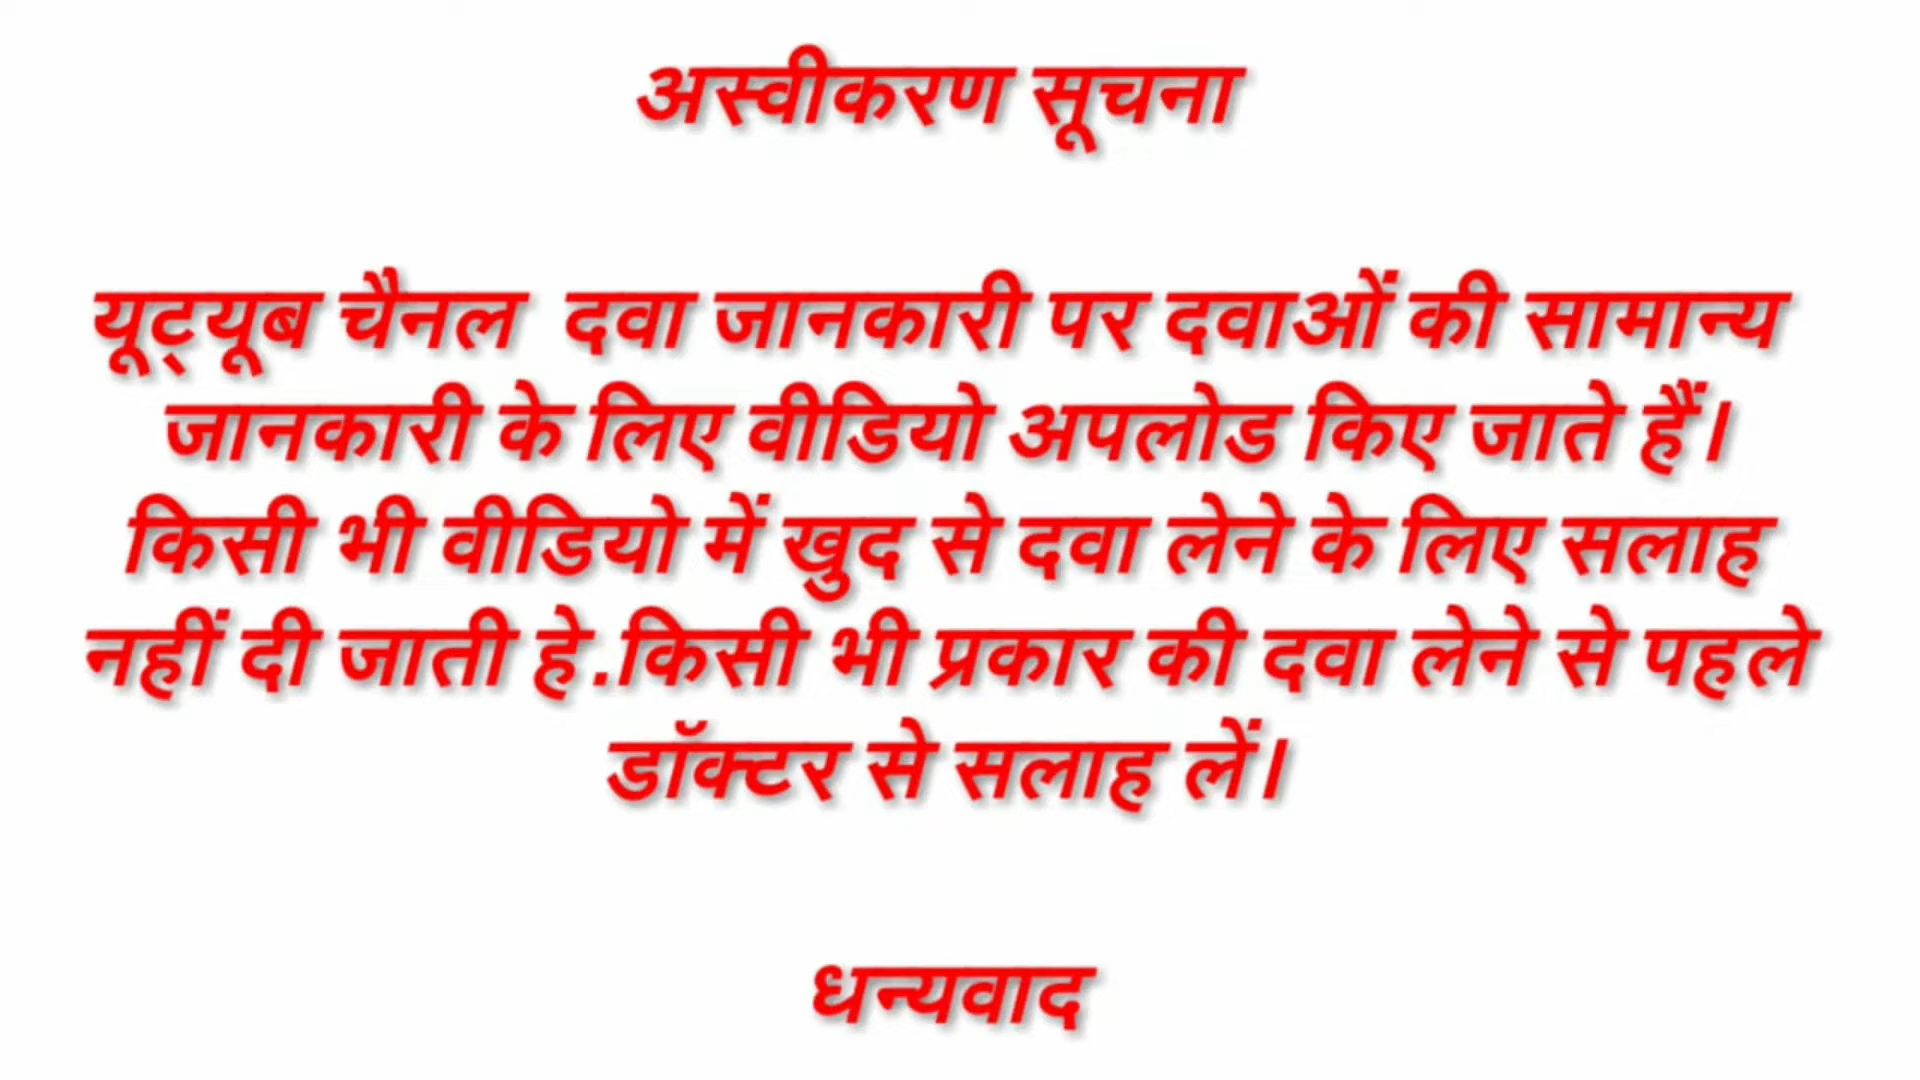 अस्वीकरण सूचना
यूट्यूब चैनल दवा जानकारी पर दवाओं की सामान्य
जानकारी के लिए वीडियो अपलोड किए जाते हैं।
किसी भी वीडियो में खुद से दवा लेने के लिए सलाह
नहीं दी जाती हे.किसी भी प्रकार की दवा लेने से पहले
डॉक्टर से सलाह लें।
धन्यवाद